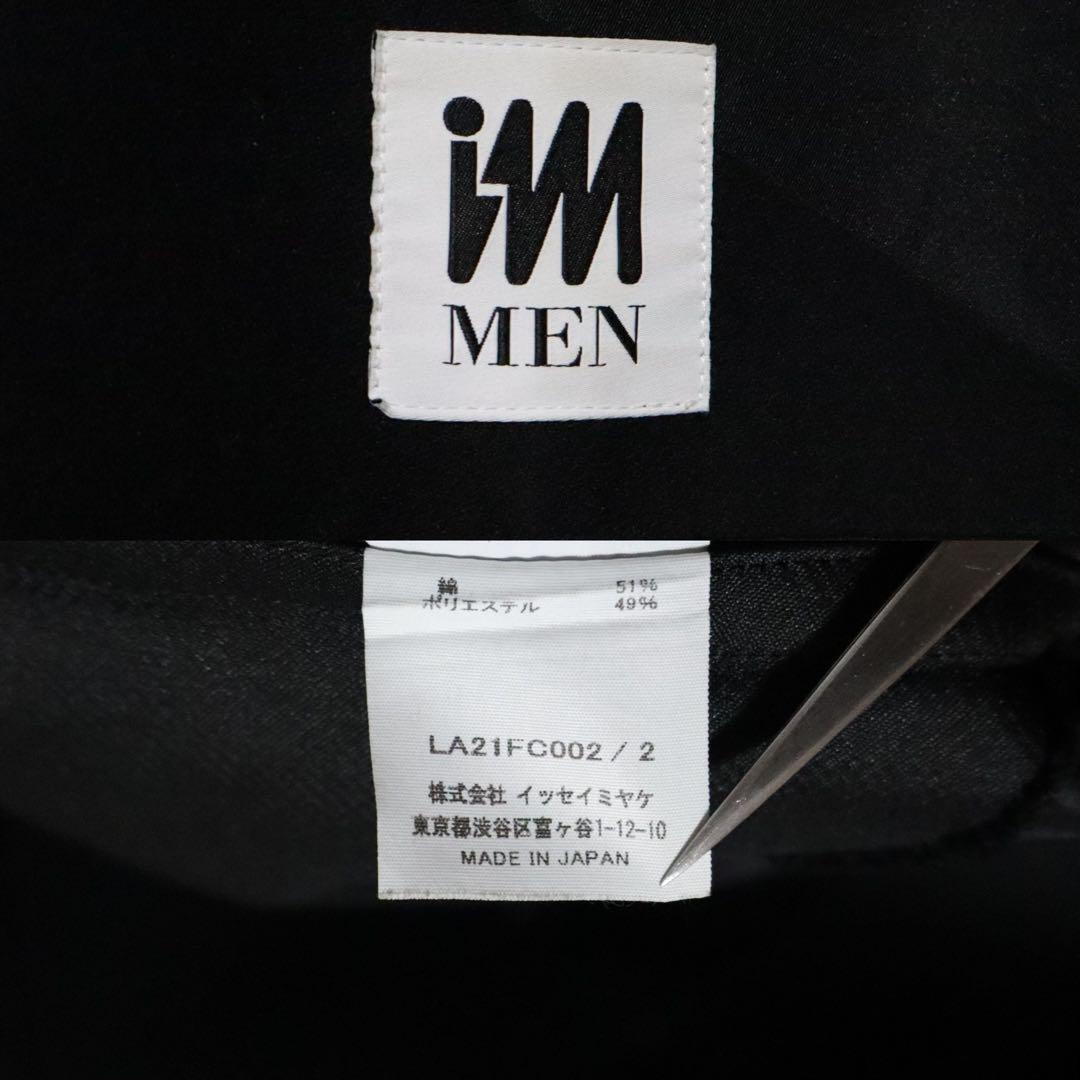 im
MEN
綿 51%
ポリエステル 49%
LA21FC002 / 2
株式会社 イッセイミヤケ
東京都渋谷区富ヶ谷1-12-10
MADE IN JAPAN